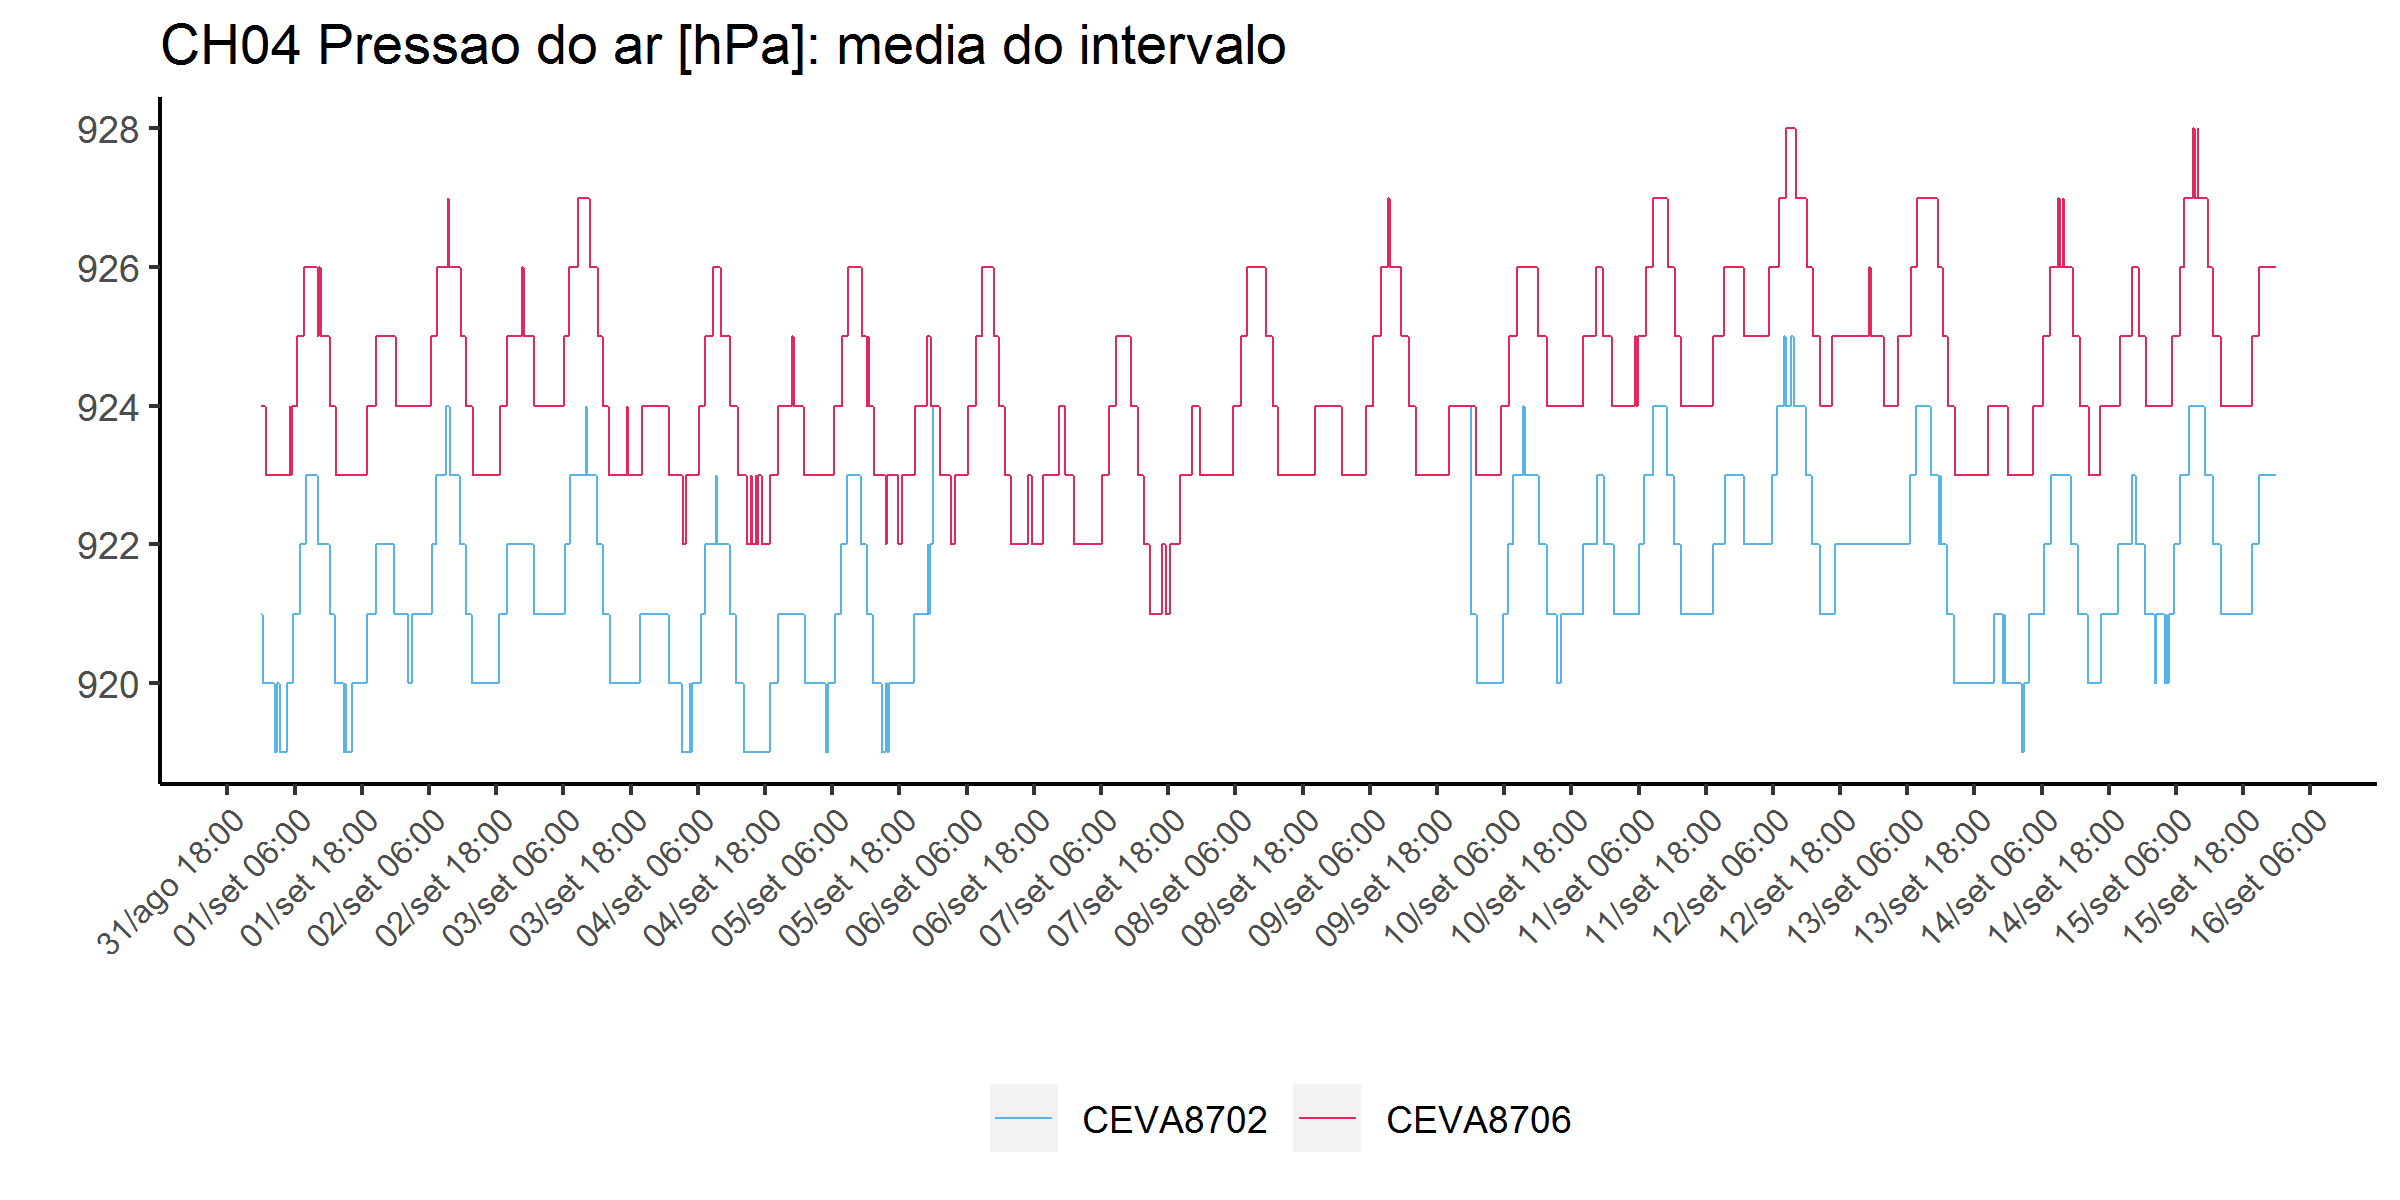 CH04 Pressao do ar [hPa]: media do intervalo
928
926
924
922
920
31/ago 18:00
01/set 06:00
01/set 18:00
02/set 06:00
02/set 18:00
03/set 06:00
03/set 18:00
04/set 06:00
04/set 18:00
05/set 06:00
05/set 18:00
06/set 06:00
06/set 18:00
07/set 06:00
07/set 18:00
08/set 06:00
08/set 18:00
09/set 06:00
09/set 18:00
10/set 06:00
10/set 18:00
11/set 06:00
11/set 18:00
12/set 06:00
12/set 18:00
13/set 06:00
13/set 18:00
14/set 06:00
14/set 18:00
15/set 06:00
15/set 18:00
16/set 06:00
CEVA8702 CEVA8706